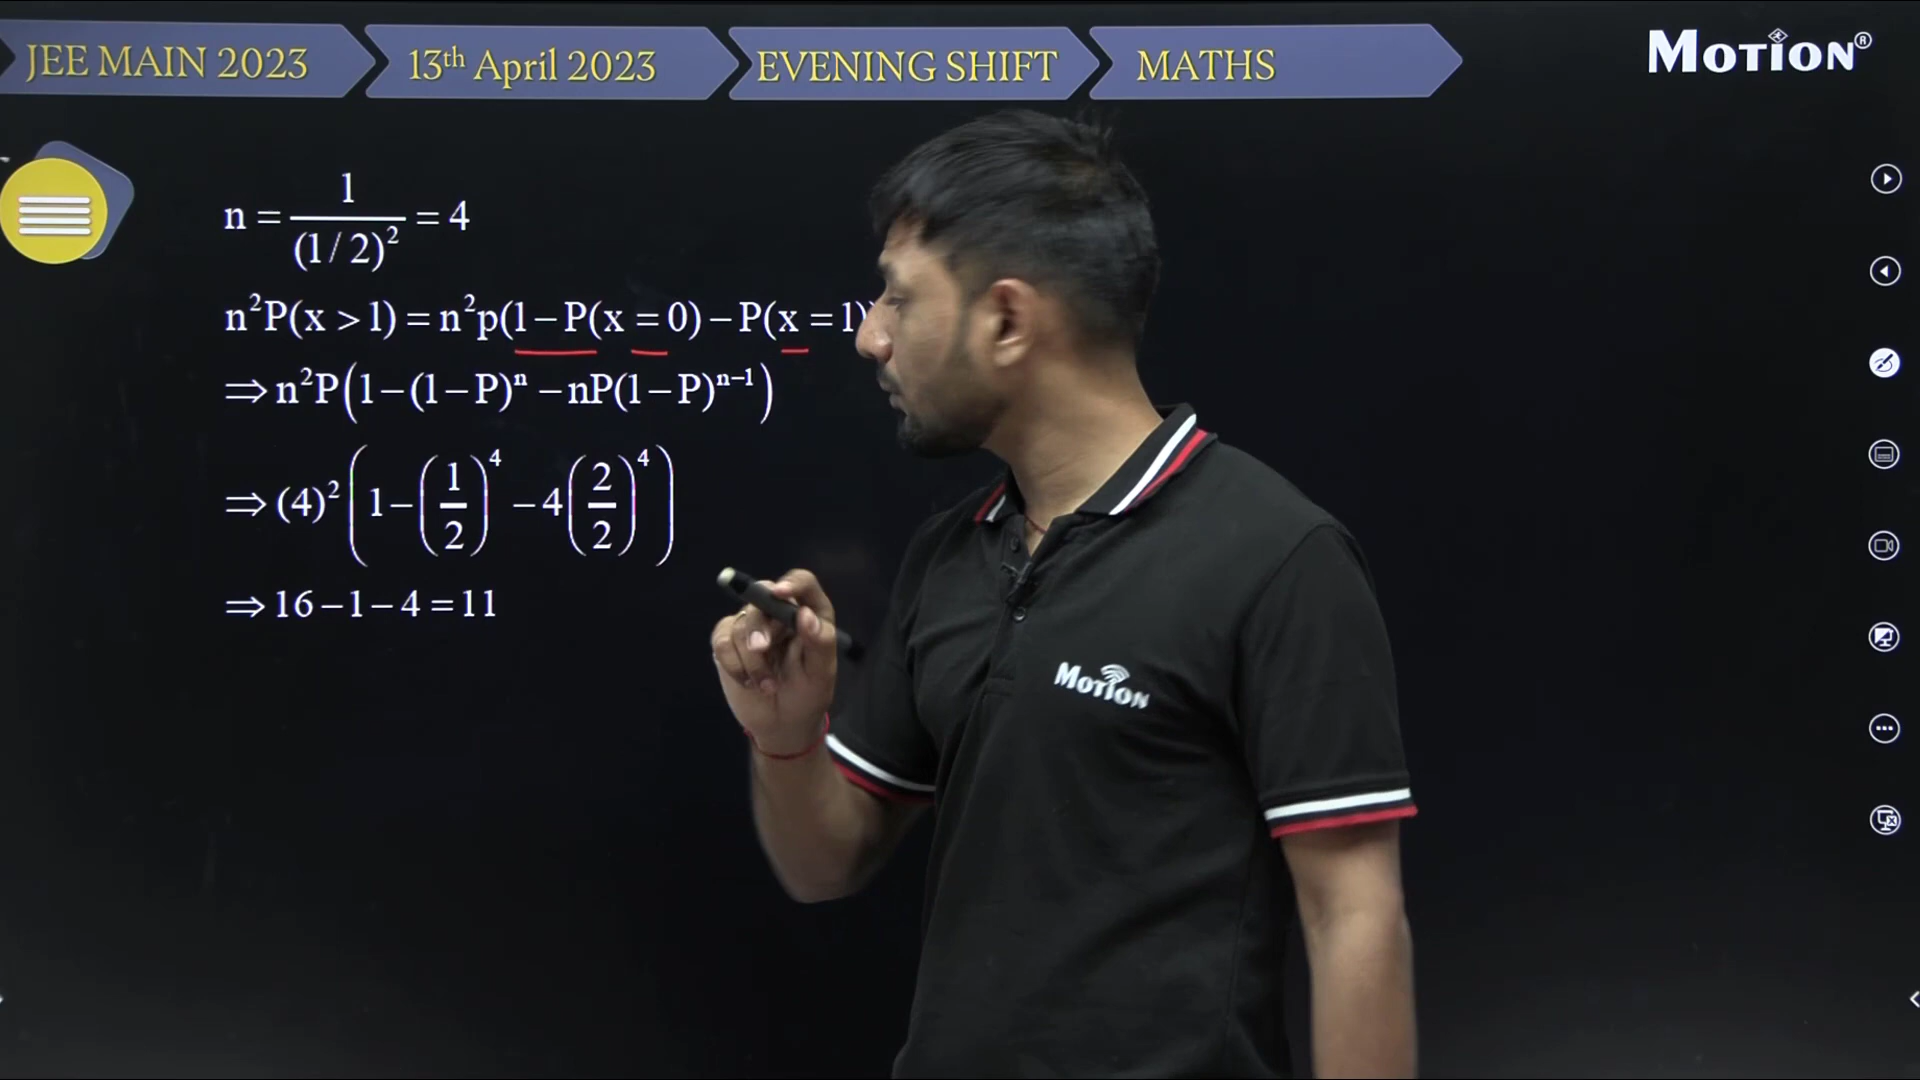 JEE MAIN 2023 13th April 2023 EVENING SHIFT MATHS MOTION®
n = 1/(1/2)² = 4
n²P(x > 1) = n²p(1 – P(x = 0) – P(x = 1)
⇒ n²P(1 – (1 – P)ⁿ – nP(1 – P)ⁿ⁻¹)
⇒ (4)² (1 – (1/2)⁴ – 4(2/2)⁴)
⇒ 16 – 1 – 4 = 11
MOTION